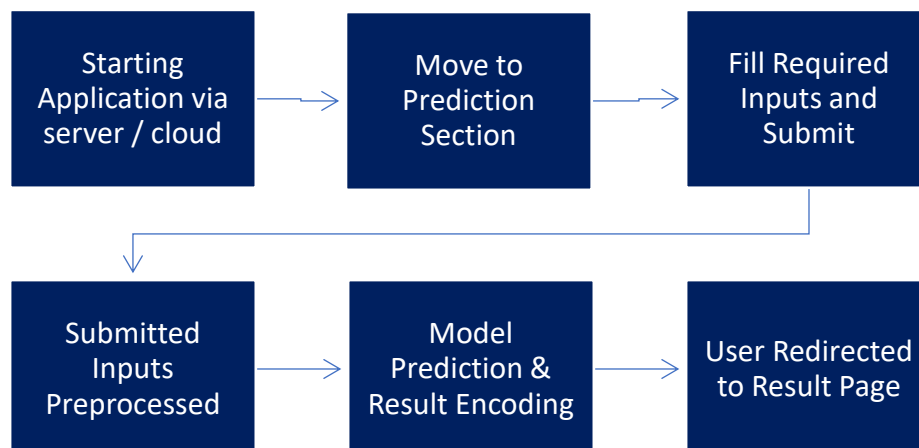 Starting
Application via
server / cloud
Move to
Prediction
Section
Fill Required
Inputs and
Submit
Submitted
Inputs
Preprocessed
Model
Prediction &
Result Encoding
User Redirected
to Result Page